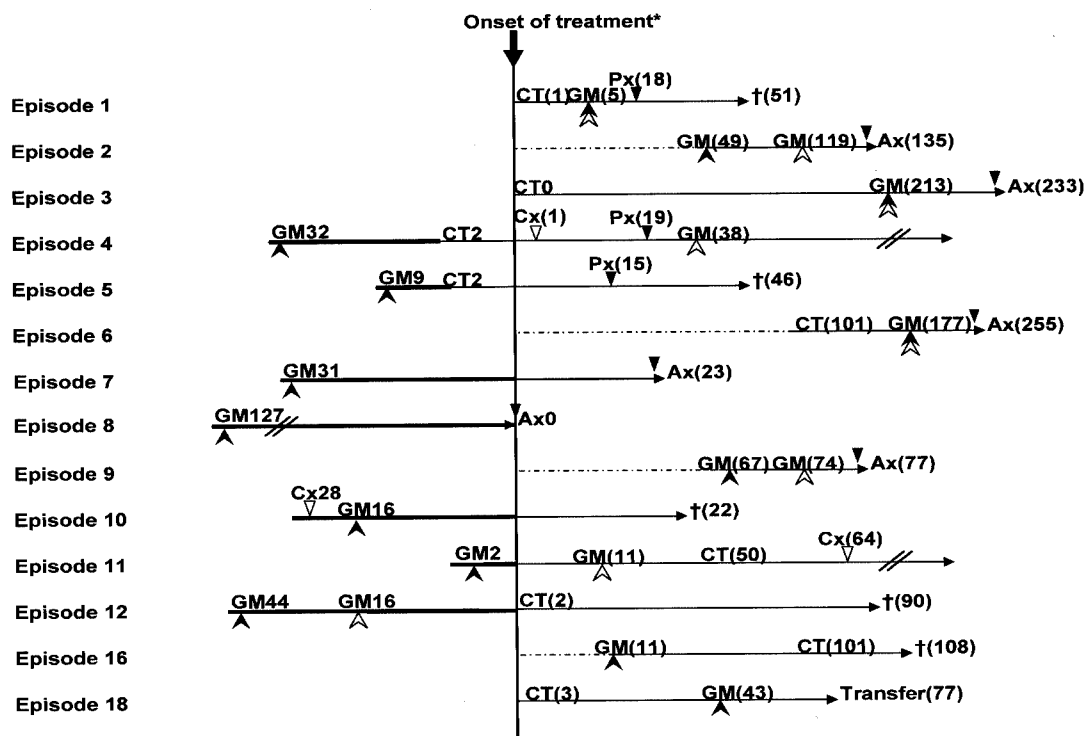 Onset of treatment*
Episode 1 CT(1) GM(5) Px(18) †(51)
Episode 2 GM(49) GM(119) Ax(135)
Episode 3 CT0 GM(213) Ax(233)
Episode 4 GM32 CT2 Cx(1) Px(19) GM(38)
Episode 5 GM9 CT2 Px(15) †(46)
Episode 6 CT(101) GM(177) Ax(255)
Episode 7 GM31 Ax(23)
Episode 8 GM127 Ax0
Episode 9 GM(67) GM(74) Ax(77)
Episode 10 Cx28 GM16 †(22)
Episode 11 GM2 GM(11) CT(50) Cx(64)
Episode 12 GM44 GM16 CT(2) †(90)
Episode 16 GM(11) CT(101) †(108)
Episode 18 CT(3) GM(43) Transfer(77)